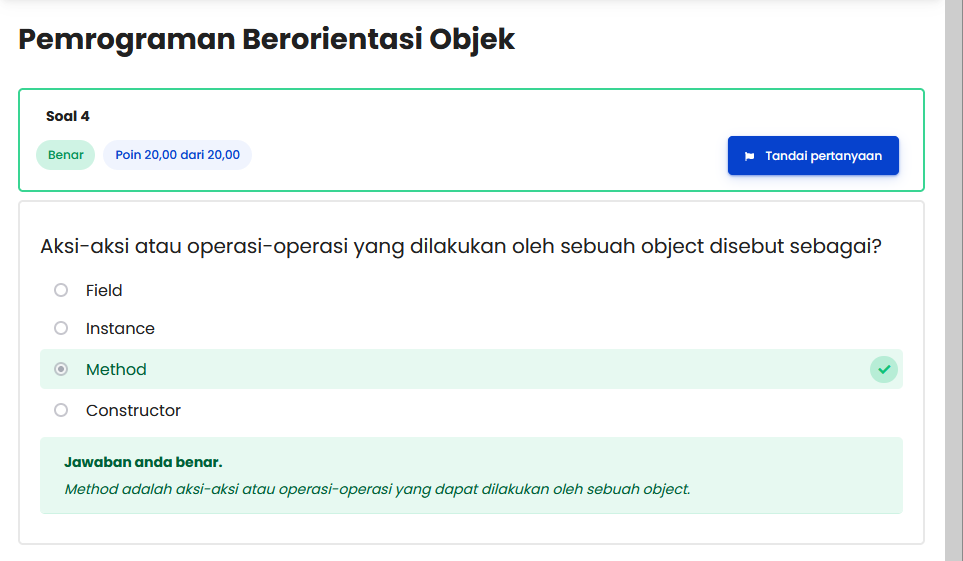 Pemrograman Berorientasi Objek
Soal 4
Benar
Poin 20,00 dari 20,00
Tandai pertanyaan
Aksi-aksi atau operasi-operasi yang dilakukan oleh sebuah object disebut sebagai?
Field
Instance
Method
Constructor
Jawaban anda benar.
Method adalah aksi-aksi atau operasi-operasi yang dapat dilakukan oleh sebuah object.